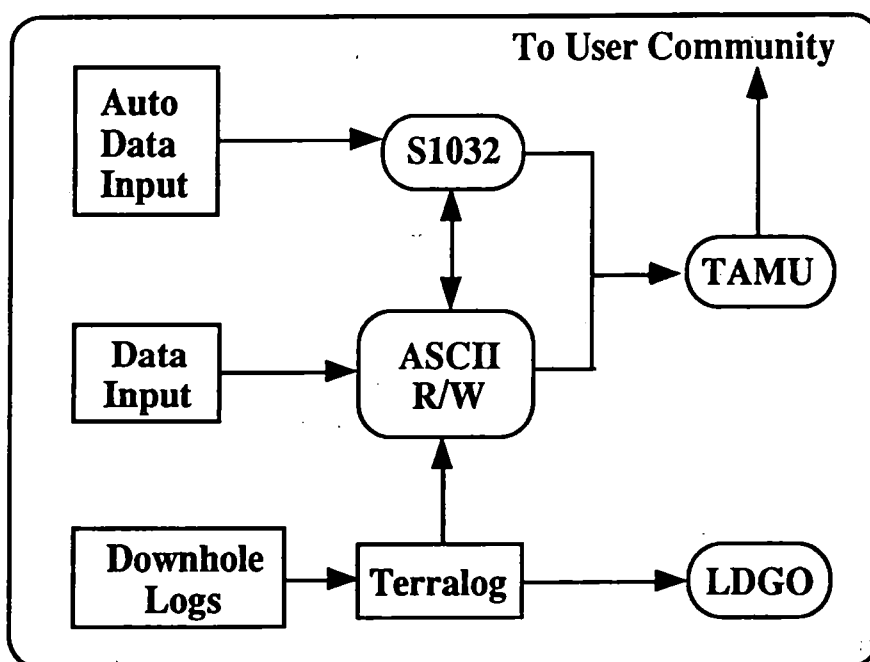 To User Community
Auto
Data
Input
S1032
TAMU
Data
Input
ASCII
R/W
Downhole
Logs
Terralog
LDGO